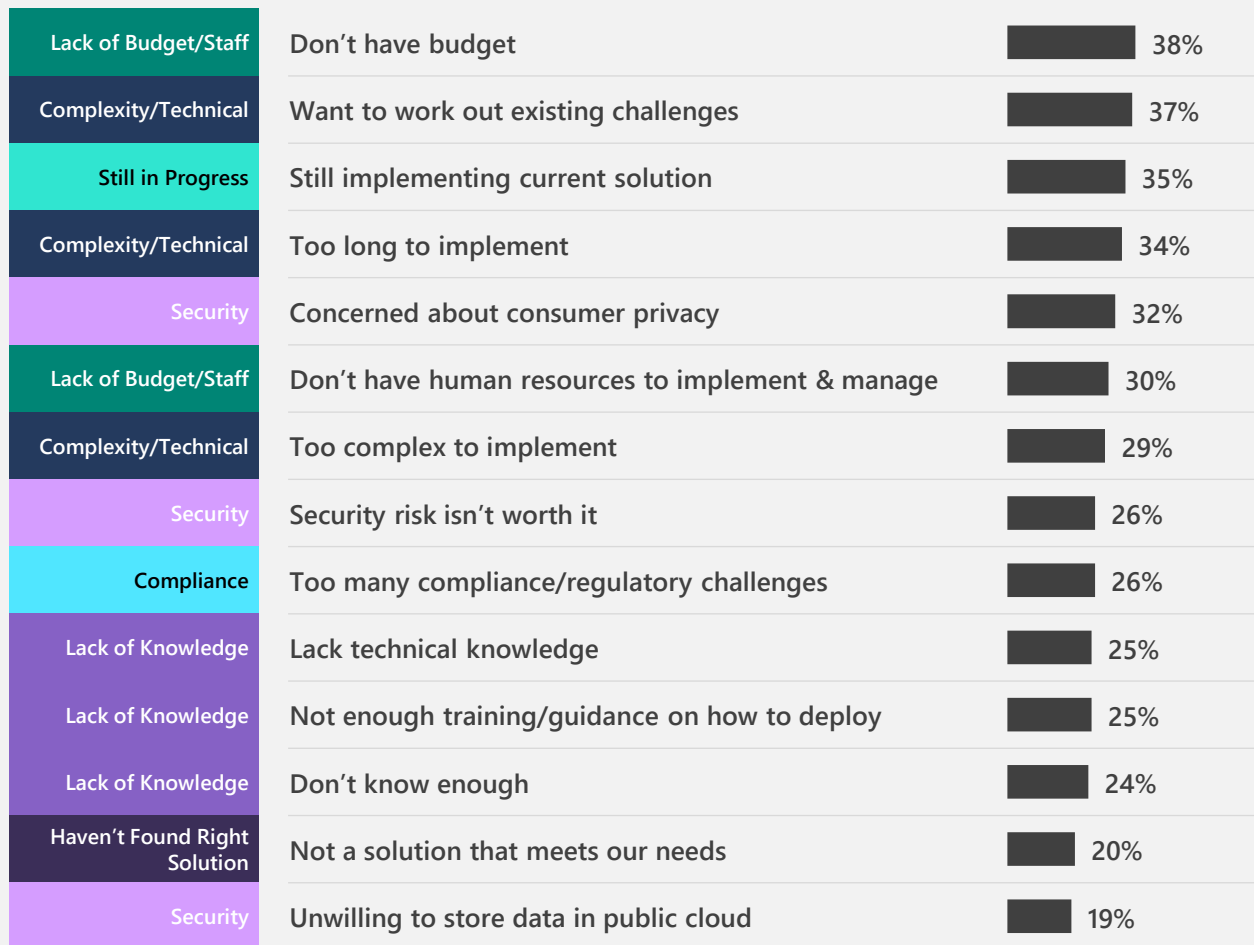 Lack of Budget/Staff Don’t have budget 38%
Complexity/Technical Want to work out existing challenges 37%
Still in Progress Still implementing current solution 35%
Complexity/Technical Too long to implement 34%
Security Concerned about consumer privacy 32%
Lack of Budget/Staff Don’t have human resources to implement & manage 30%
Complexity/Technical Too complex to implement 29%
Security Security risk isn’t worth it 26%
Compliance Too many compliance/regulatory challenges 26%
Lack of Knowledge Lack technical knowledge 25%
Lack of Knowledge Not enough training/guidance on how to deploy 25%
Lack of Knowledge Don’t know enough 24%
Haven’t Found Right
Solution
Not a solution that meets our needs 20%
Security Unwilling to store data in public cloud 19%